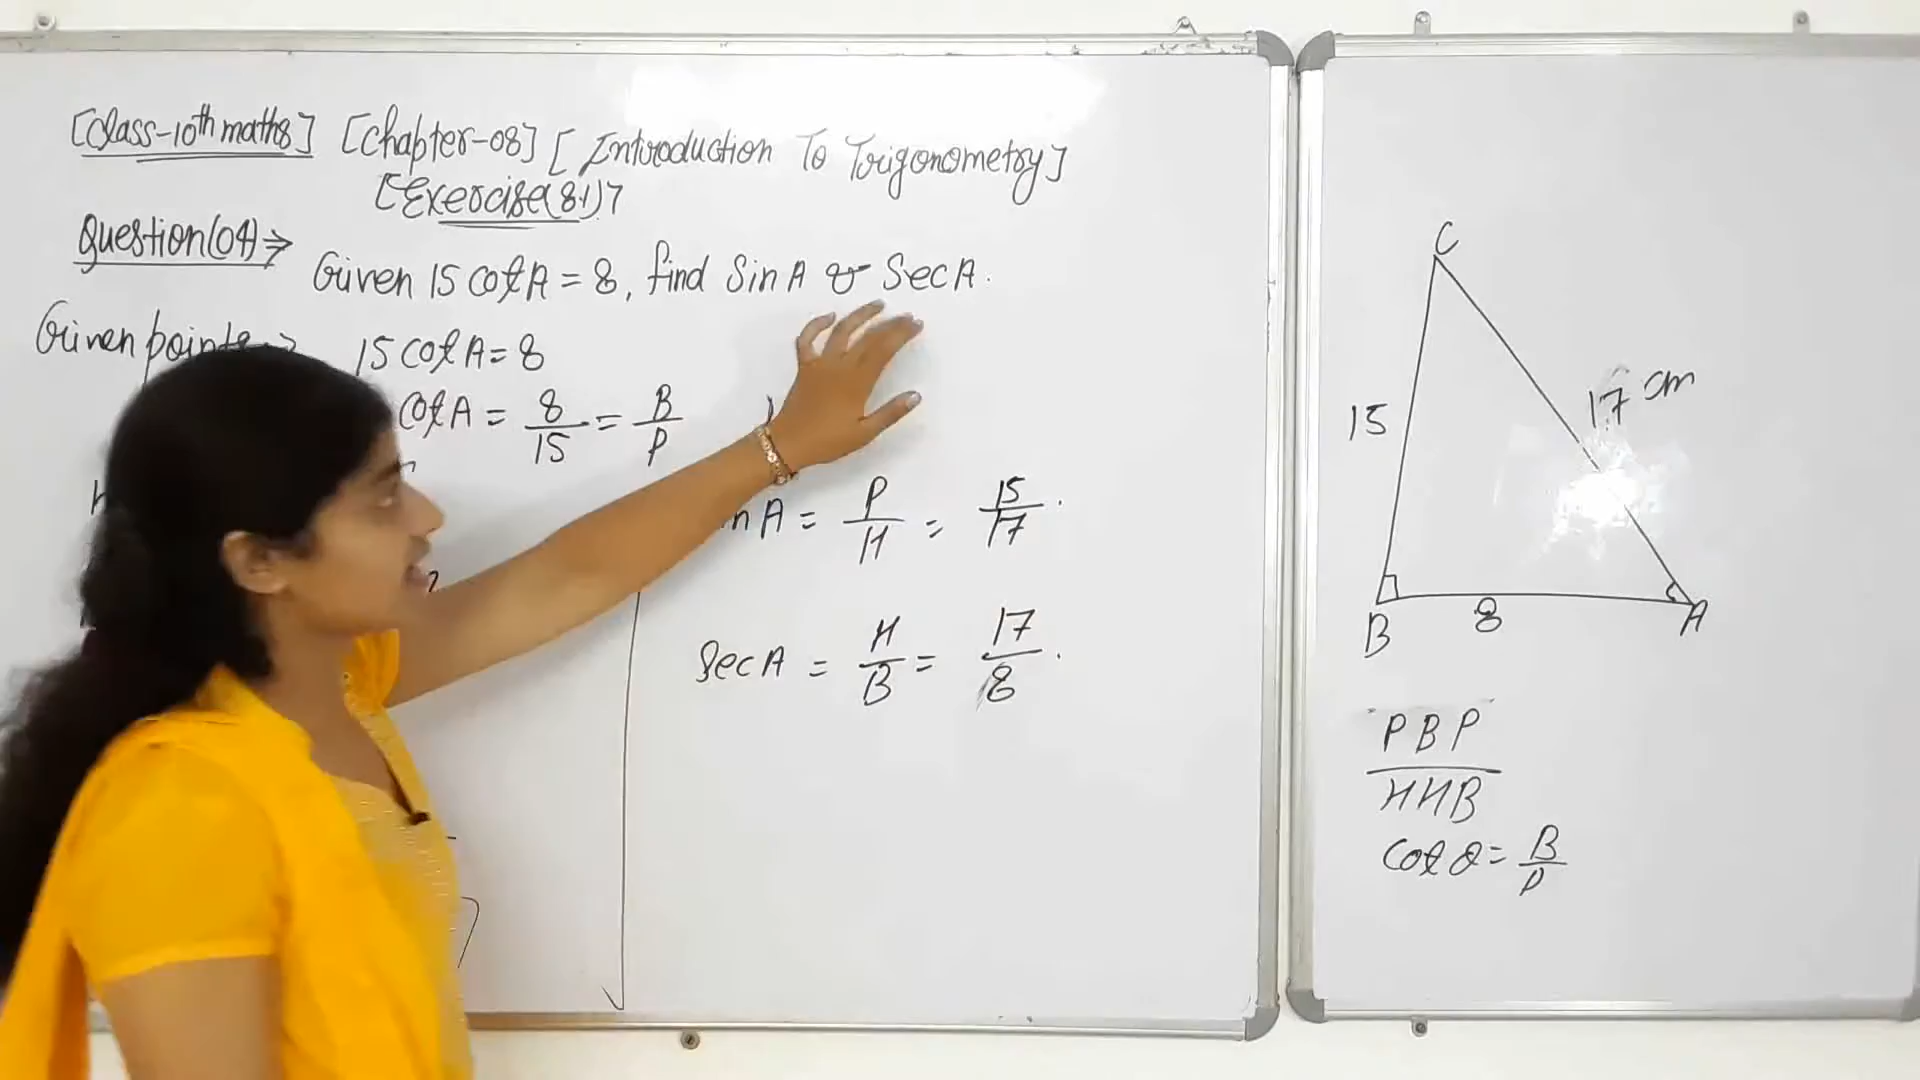 [Class-10th maths] [Chapter-08] [Introduction To Trigonometry]
[Exercise(8.1)]
Question(04)⇒
Given 15 cot A = 8, find Sin A & Sec A.
Given points → 15 cot A = 8
cot A = 8/15 = B/P
nA = P/H = 15/17.
Sec A = H/B = 17/8.
C
15
17 cm
B
8
A
PBP
HHB
cot θ = B/P